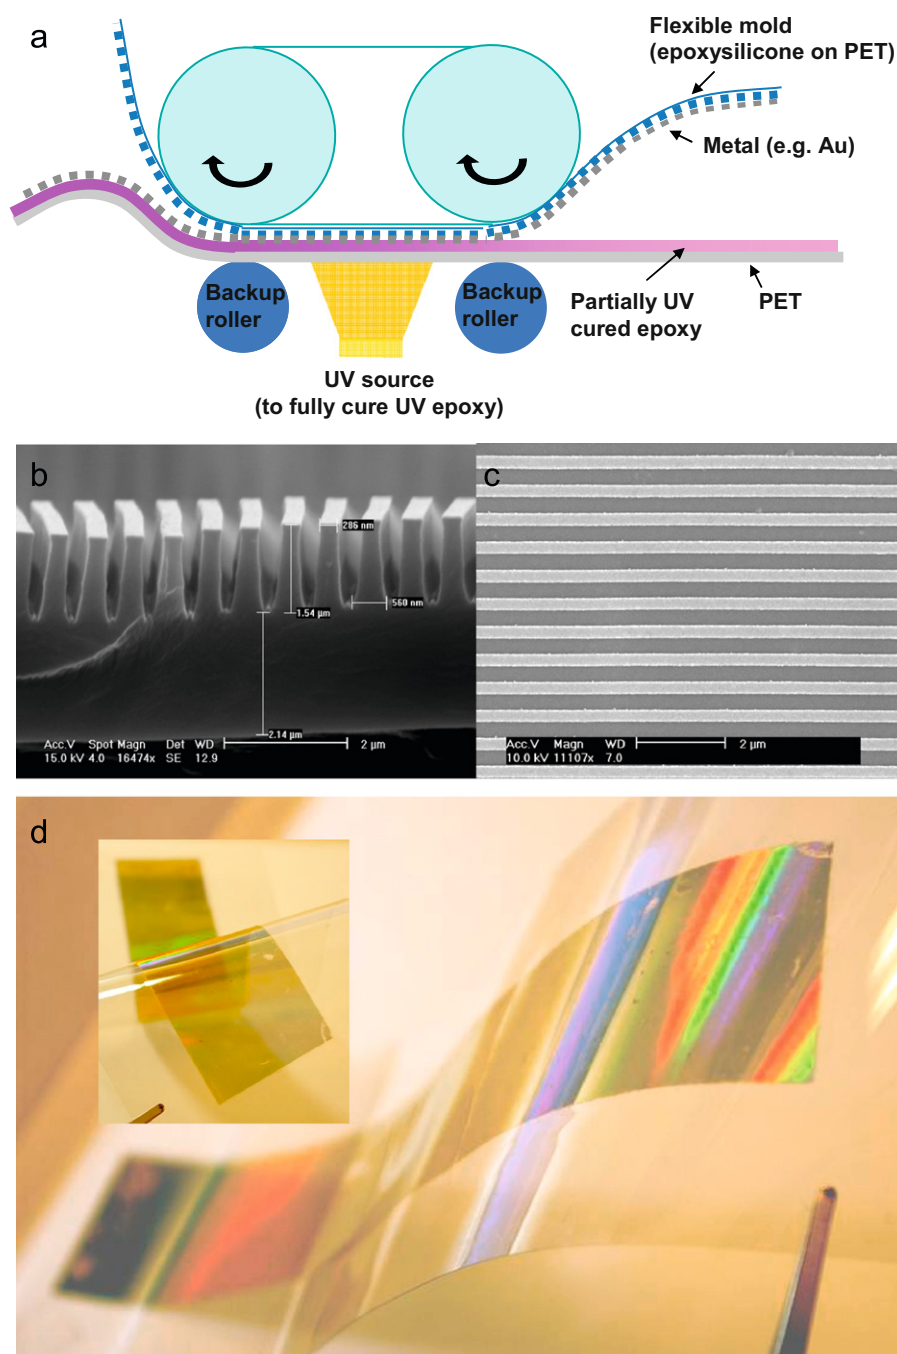 a
Flexible mold
(epoxysilicone on PET)
Metal (e.g. Au)
Backup
roller
Backup
roller
Partially UV
cured epoxy
PET
UV source
(to fully cure UV epoxy)
b
286 nm
560 nm
1.54 µm
2.14 µm
Acc.V Spot Magn Det WD 2 µm
15.0 kV 4.0 16474x SE 12.9
c
Acc.V Magn WD 2 µm
10.0 kV 11107x 7.0
d